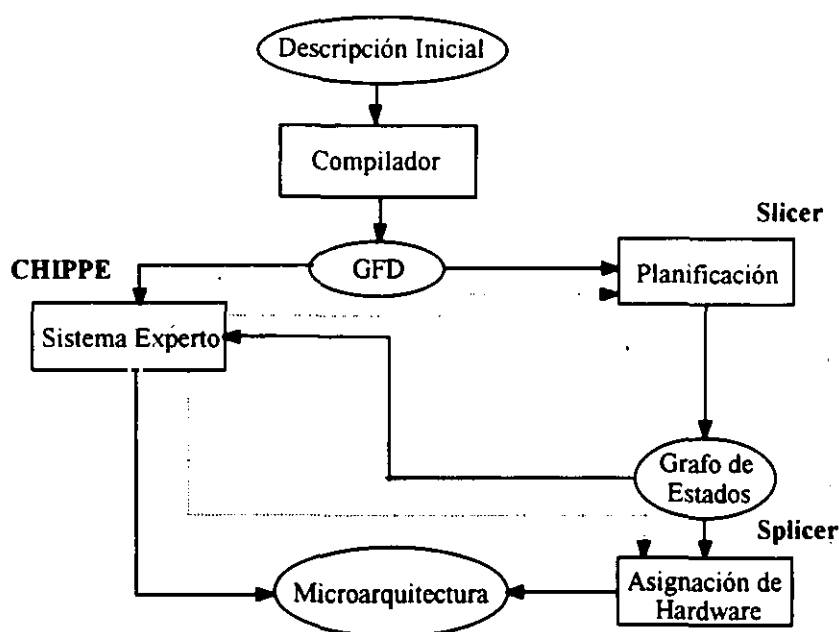 Descripción Inicial
Compilador
Slicer
CHIPPE
GFD
Planificación
Sistema Experto
Grafo de
Estados
Splicer
Microarquitectura
Asignación de
Hardware